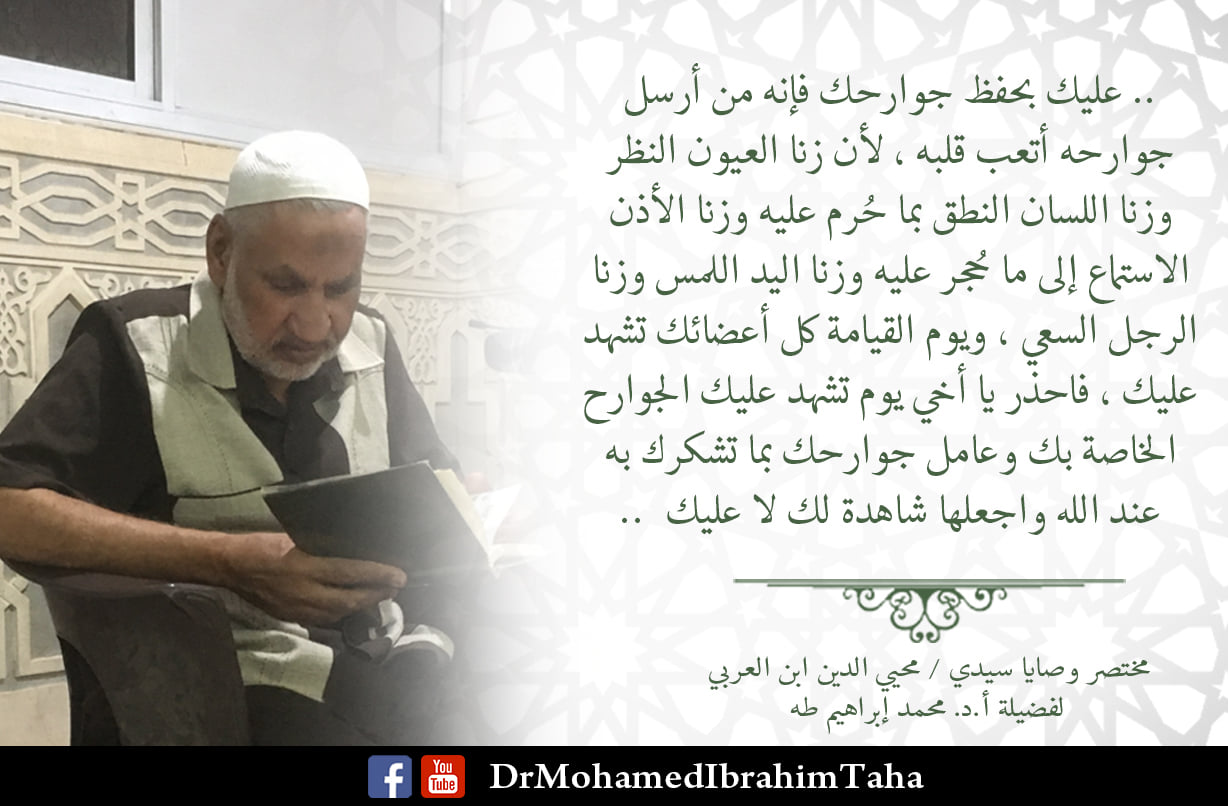 .. عليك بحفظ جوارحك فإنه من أرسل
جوارحه أتعب قلبه ، لأن زنا العيون النظر
وزنا اللسان النطق بما حُرم عليه وزنا الأذن
الاستماع إلى ما حُجر عليه وزنا اليد اللمس وزنا
الرجل السعي ، ويوم القيامة كل أعضائك تشهد
عليك ، فاحذر يا أخي يوم تشهد عليك الجوارح
الخاصة بك وعامل جوارحك بما تشكرك به
عند الله واجعلها شاهدة لك لا عليك ..
مختصر وصايا سيدي / محيي الدين ابن العربي
لفضيلة أ.د. محمد إبراهيم طه
f You Tube DrMohamedIbrahimTaha